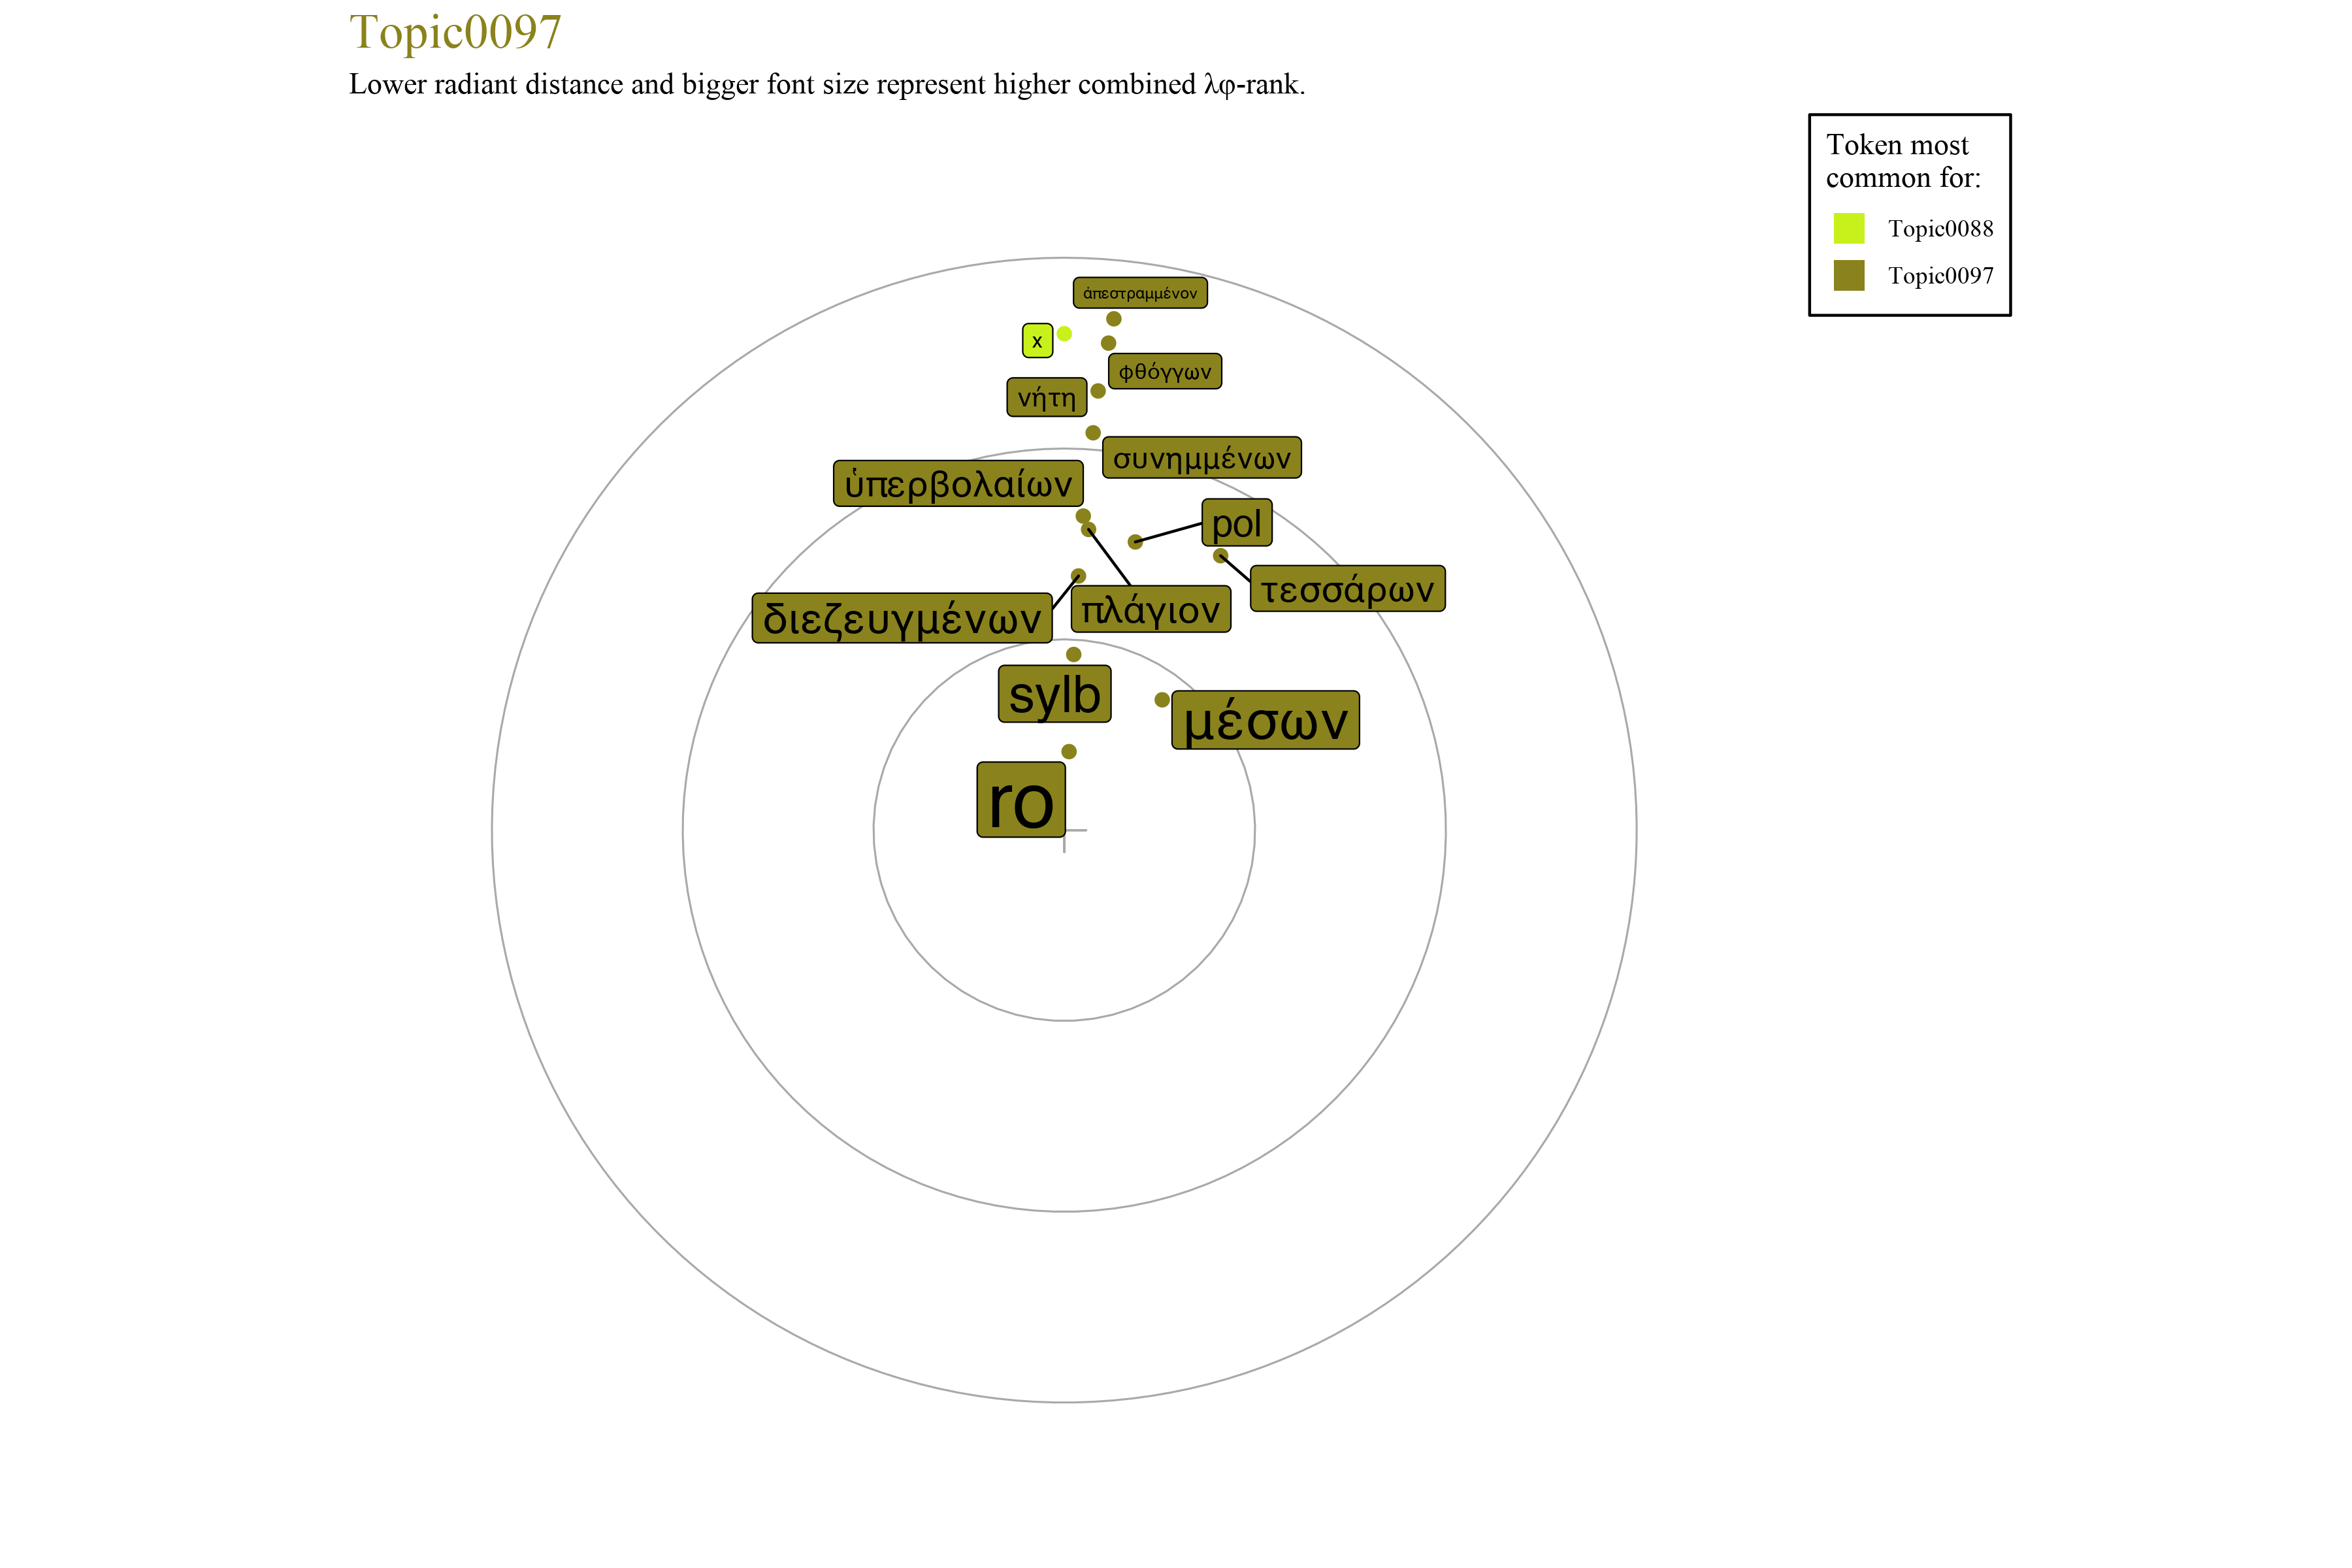 Topic0097
Lower radiant distance and bigger font size represent higher combined λφ-rank.
Token most
common for:
Topic0088
Topic0097
ἀπεστραμμένον
x
φθόγγων
νήτη
συνημμένων
ὑπερβολαίων
pol
τεσσάρων
διεζευγμένων
πλάγιον
sylb
μέσων
ro